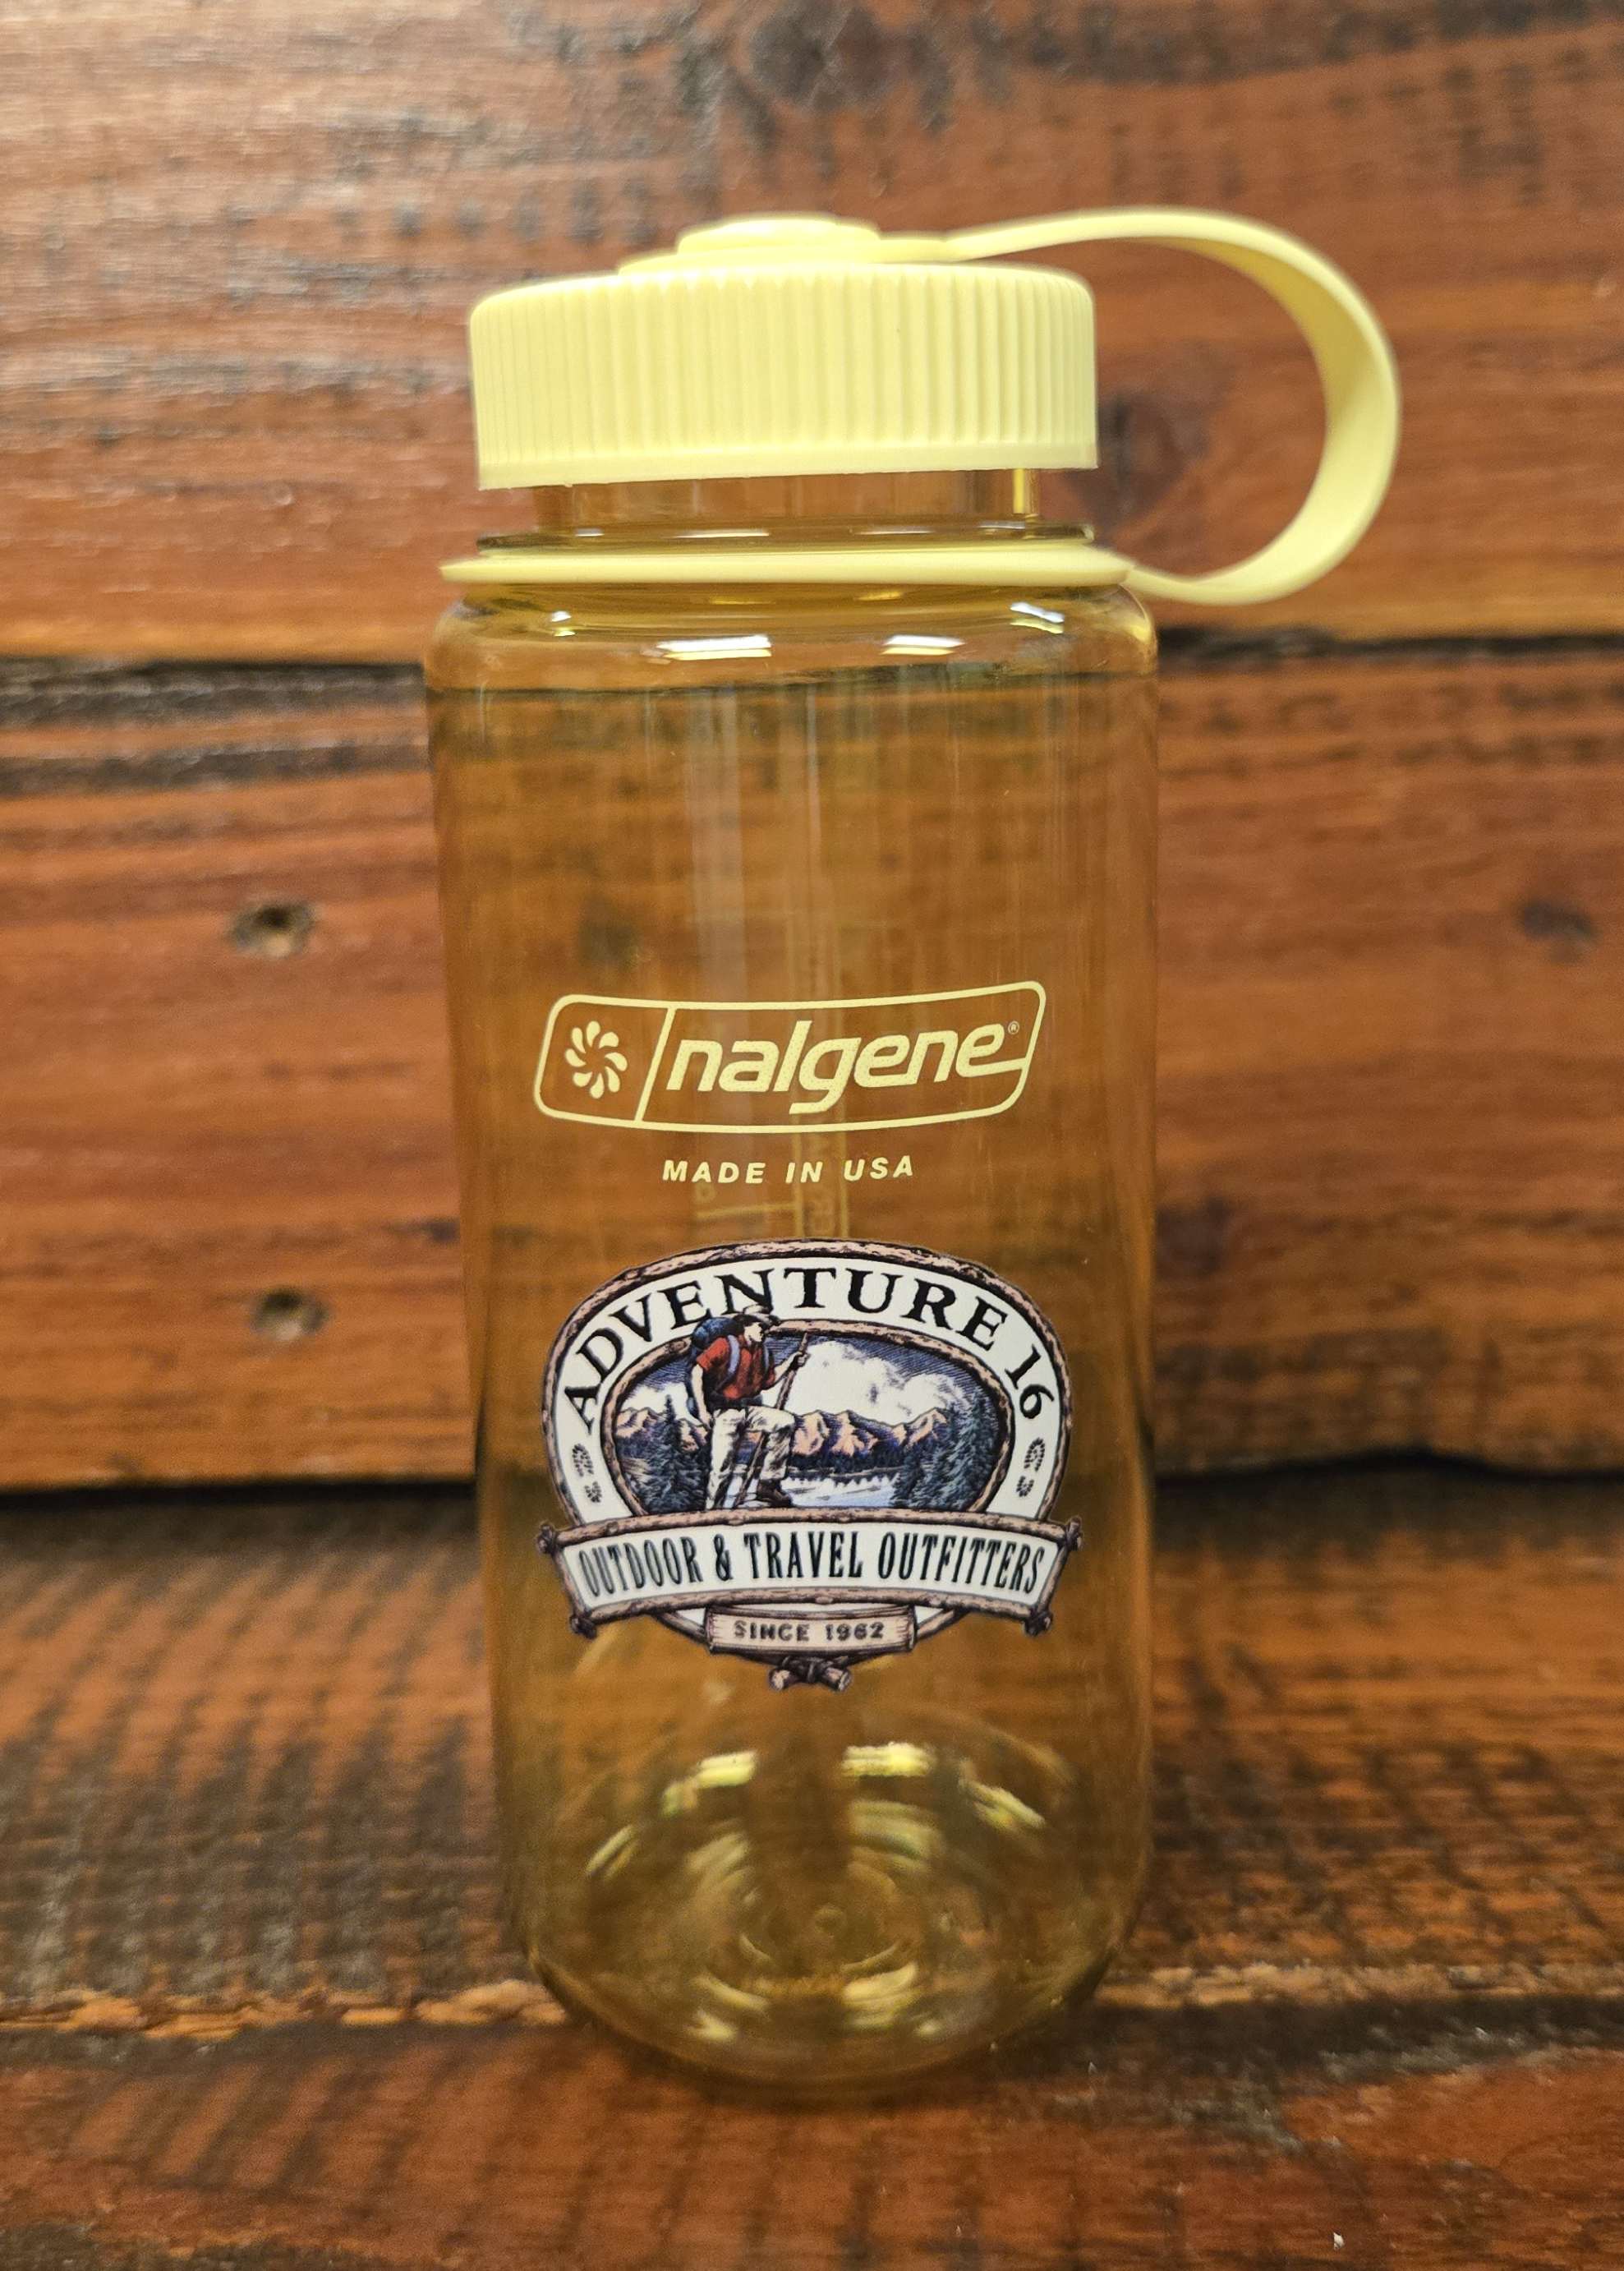 nalgene®
MADE IN USA
ADVENTURE 16
OUTDOOR & TRAVEL OUTFITTERS
SINCE 1962